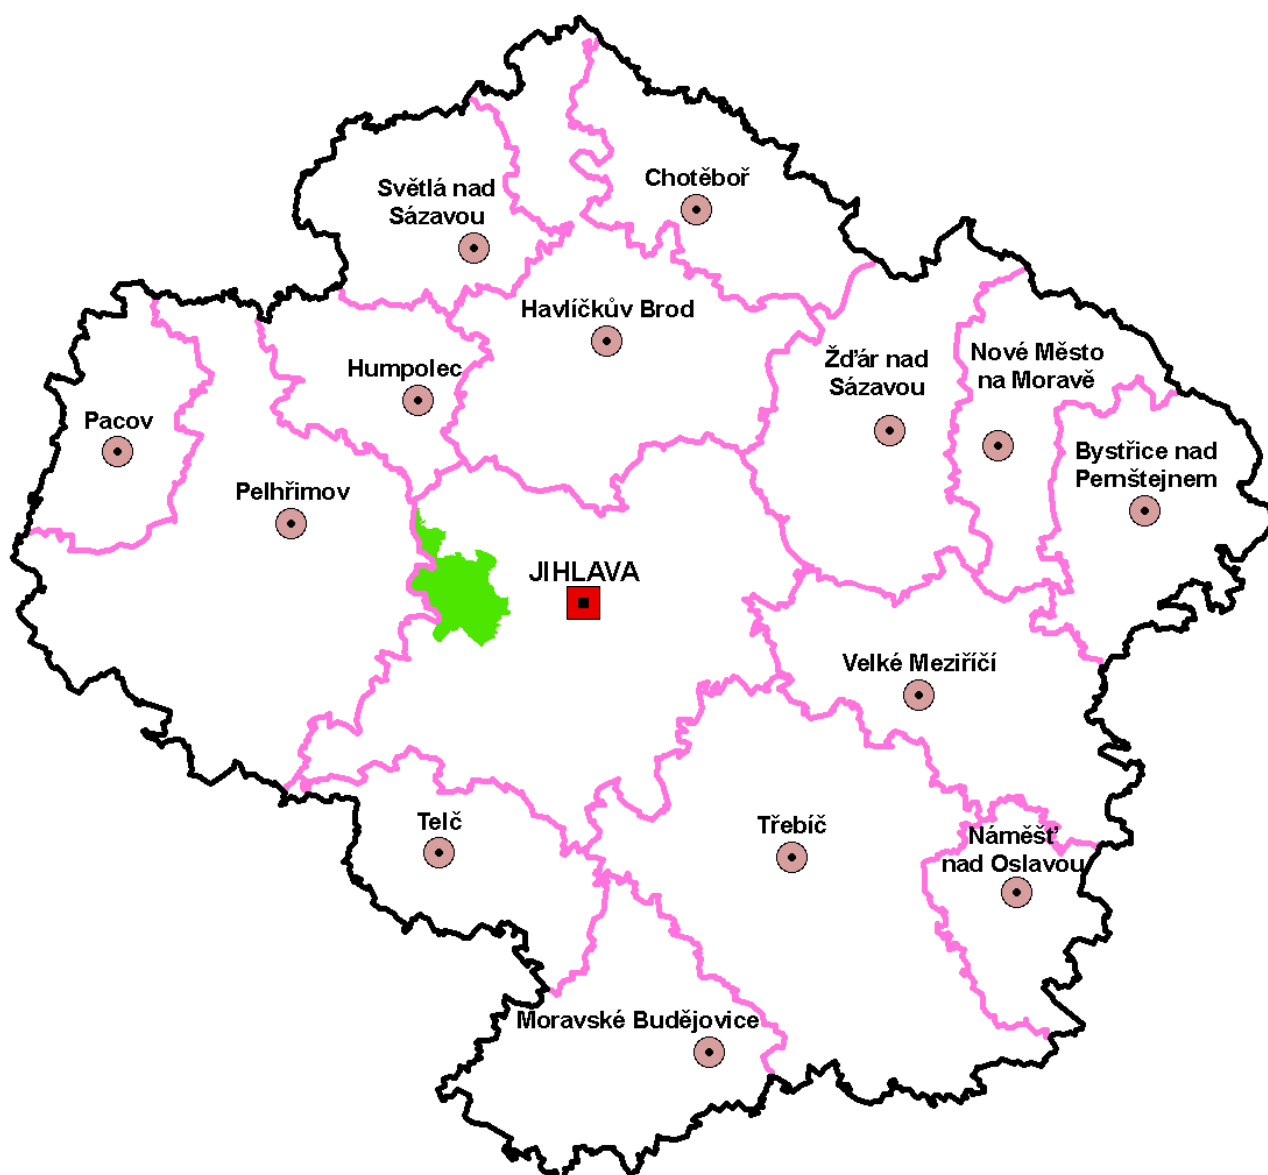 Chotěboř
Světlá nad
Sázavou
Havlíčkův Brod
Humpolec
Žďár nad
Sázavou
Nové Město
na Moravě
Pacov
Bystřice nad
Pernštejnem
Pelhřimov
JIHLAVA
Velké Meziříčí
Telč
Třebíč
Náměšť
nad Oslavou
Moravské Budějovice